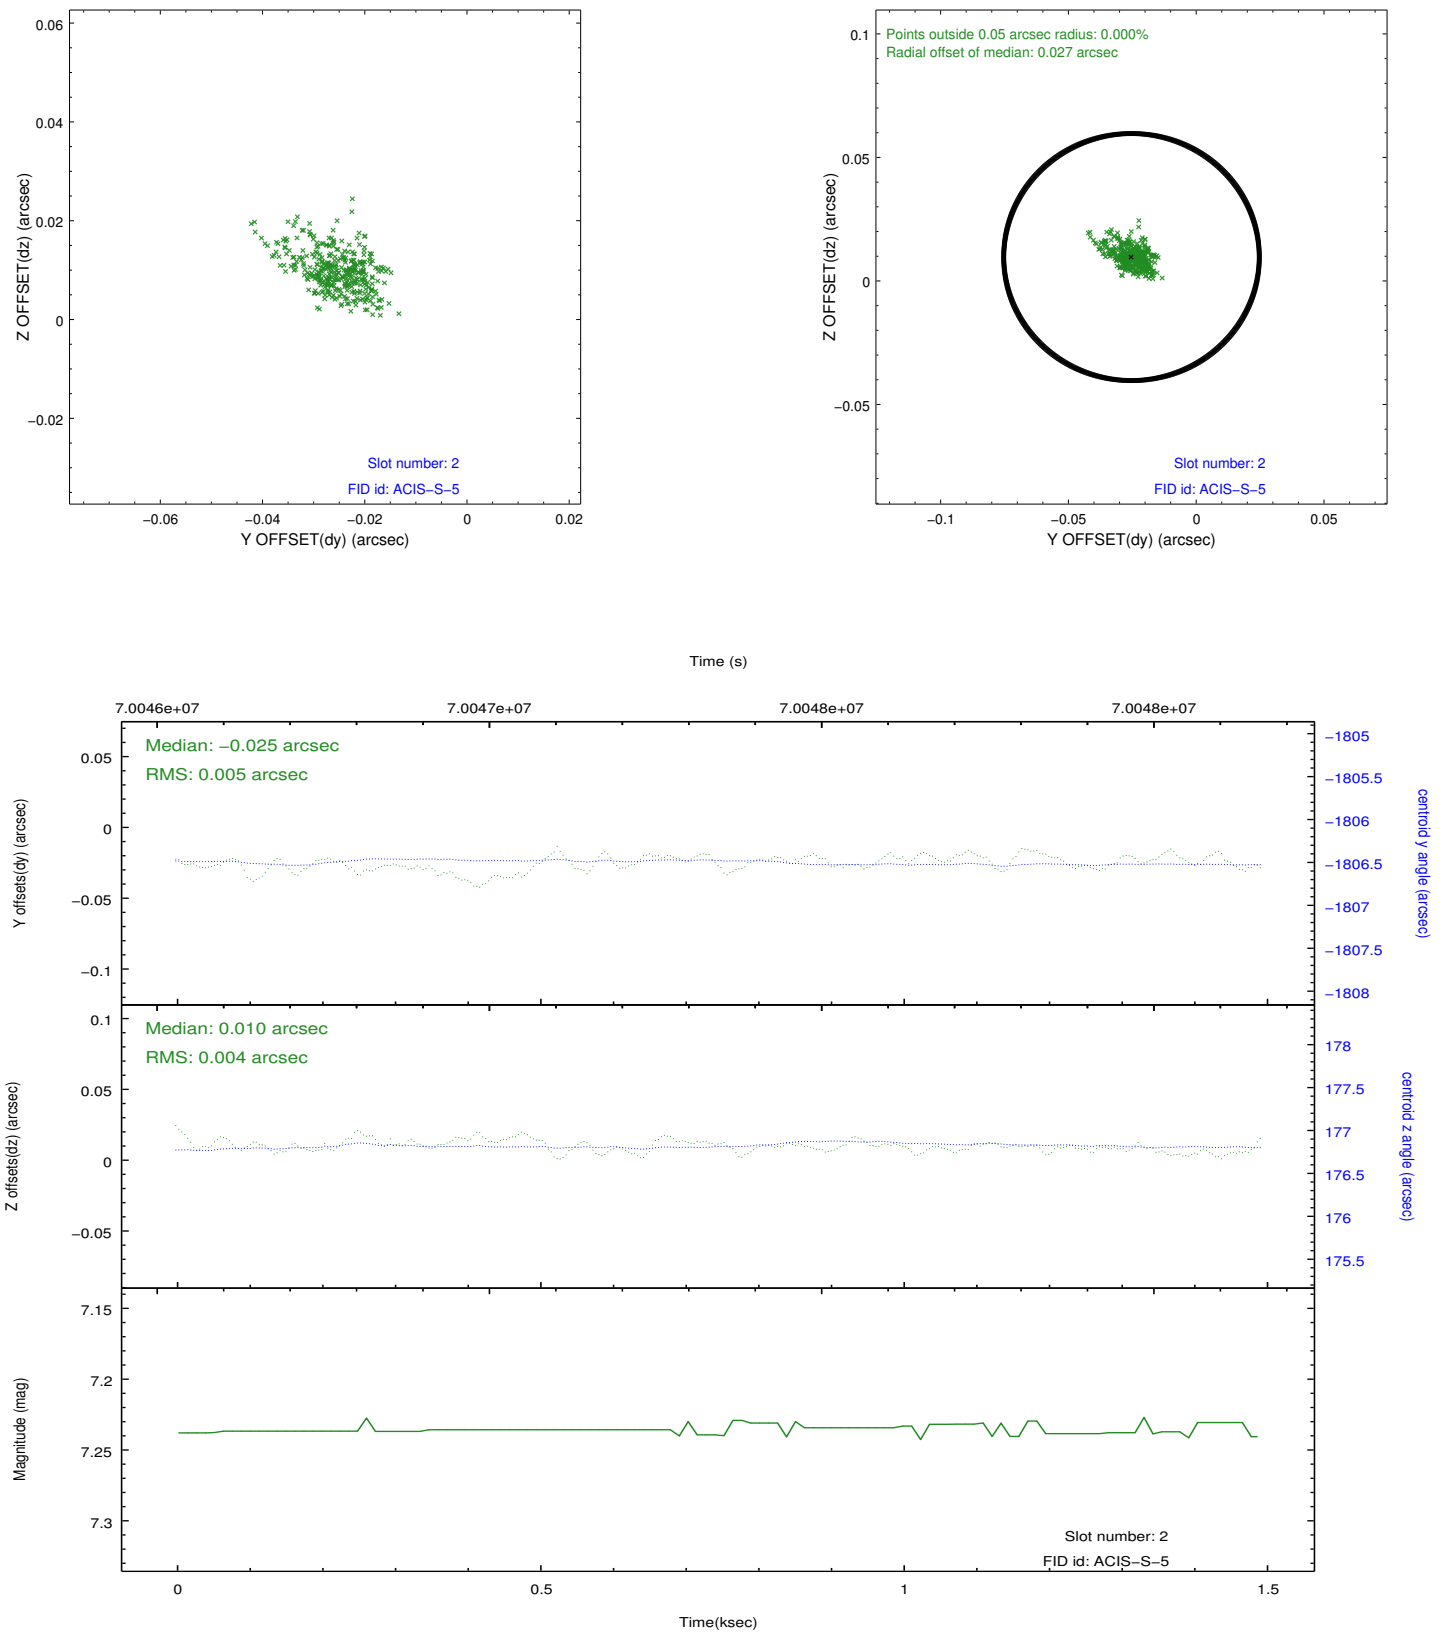 0.06
0.04
0.02
0
−0.02
Z OFFSET(dz) (arcsec)
Slot number: 2
FID id: ACIS−S−5
−0.06
−0.04
−0.02
0
0.02
Y OFFSET(dy) (arcsec)
Points outside 0.05 arcsec radius: 0.000%
Radial offset of median: 0.027 arcsec
0.1
0.05
0
−0.05
Z OFFSET(dz) (arcsec)
Slot number: 2
FID id: ACIS−S−5
−0.1
−0.05
0
0.05
Y OFFSET(dy) (arcsec)
Time (s)
7.0046e+07
7.0047e+07
7.0048e+07
7.0048e+07
Median: −0.025 arcsec
RMS: 0.005 arcsec
0.05
0
−0.05
−0.1
Y offsets(dy) (arcsec)
−1805
−1805.5
−1806
−1806.5
−1807
−1807.5
−1808
centroid y angle (arcsec)
Median: 0.010 arcsec
RMS: 0.004 arcsec
0.1
0.05
0
−0.05
Z offsets(dz) (arcsec)
178
177.5
177
176.5
176
175.5
centroid z angle (arcsec)
7.15
7.2
7.25
7.3
Magnitude (mag)
Slot number: 2
FID id: ACIS−S−5
0
0.5
1
1.5
Time(ksec)